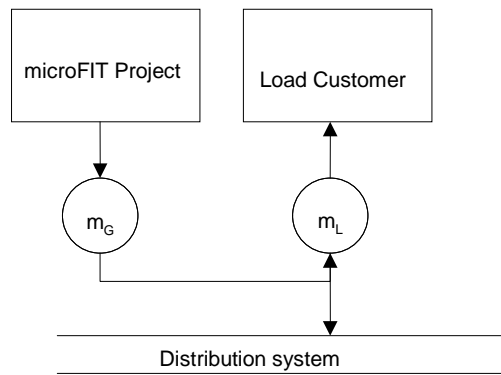 microFIT Project
Load Customer
mG
mL
Distribution system